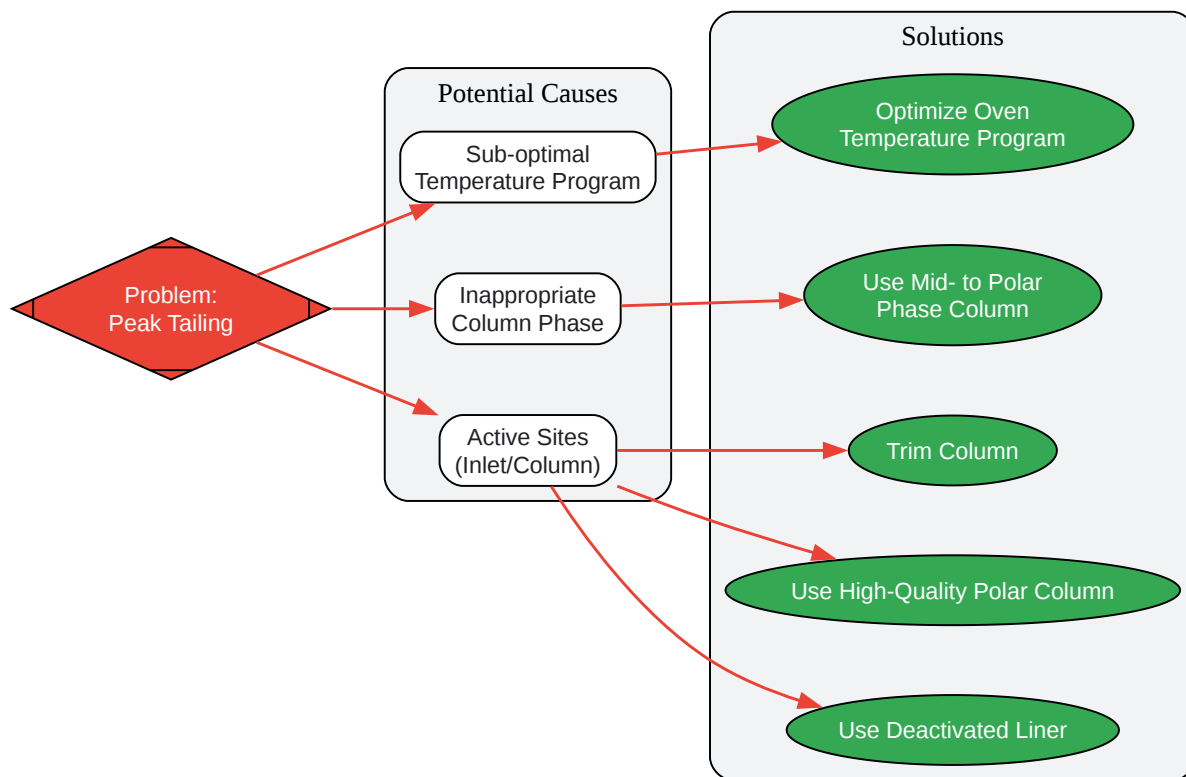 Problem:
Peak Tailing
Potential Causes
Sub-optimal
Temperature Program
Inappropriate
Column Phase
Active Sites
(Inlet/Column)
Solutions
Optimize Oven
Temperature Program
Use Mid- to Polar
Phase Column
Trim Column
Use High-Quality Polar Column
Use Deactivated Liner